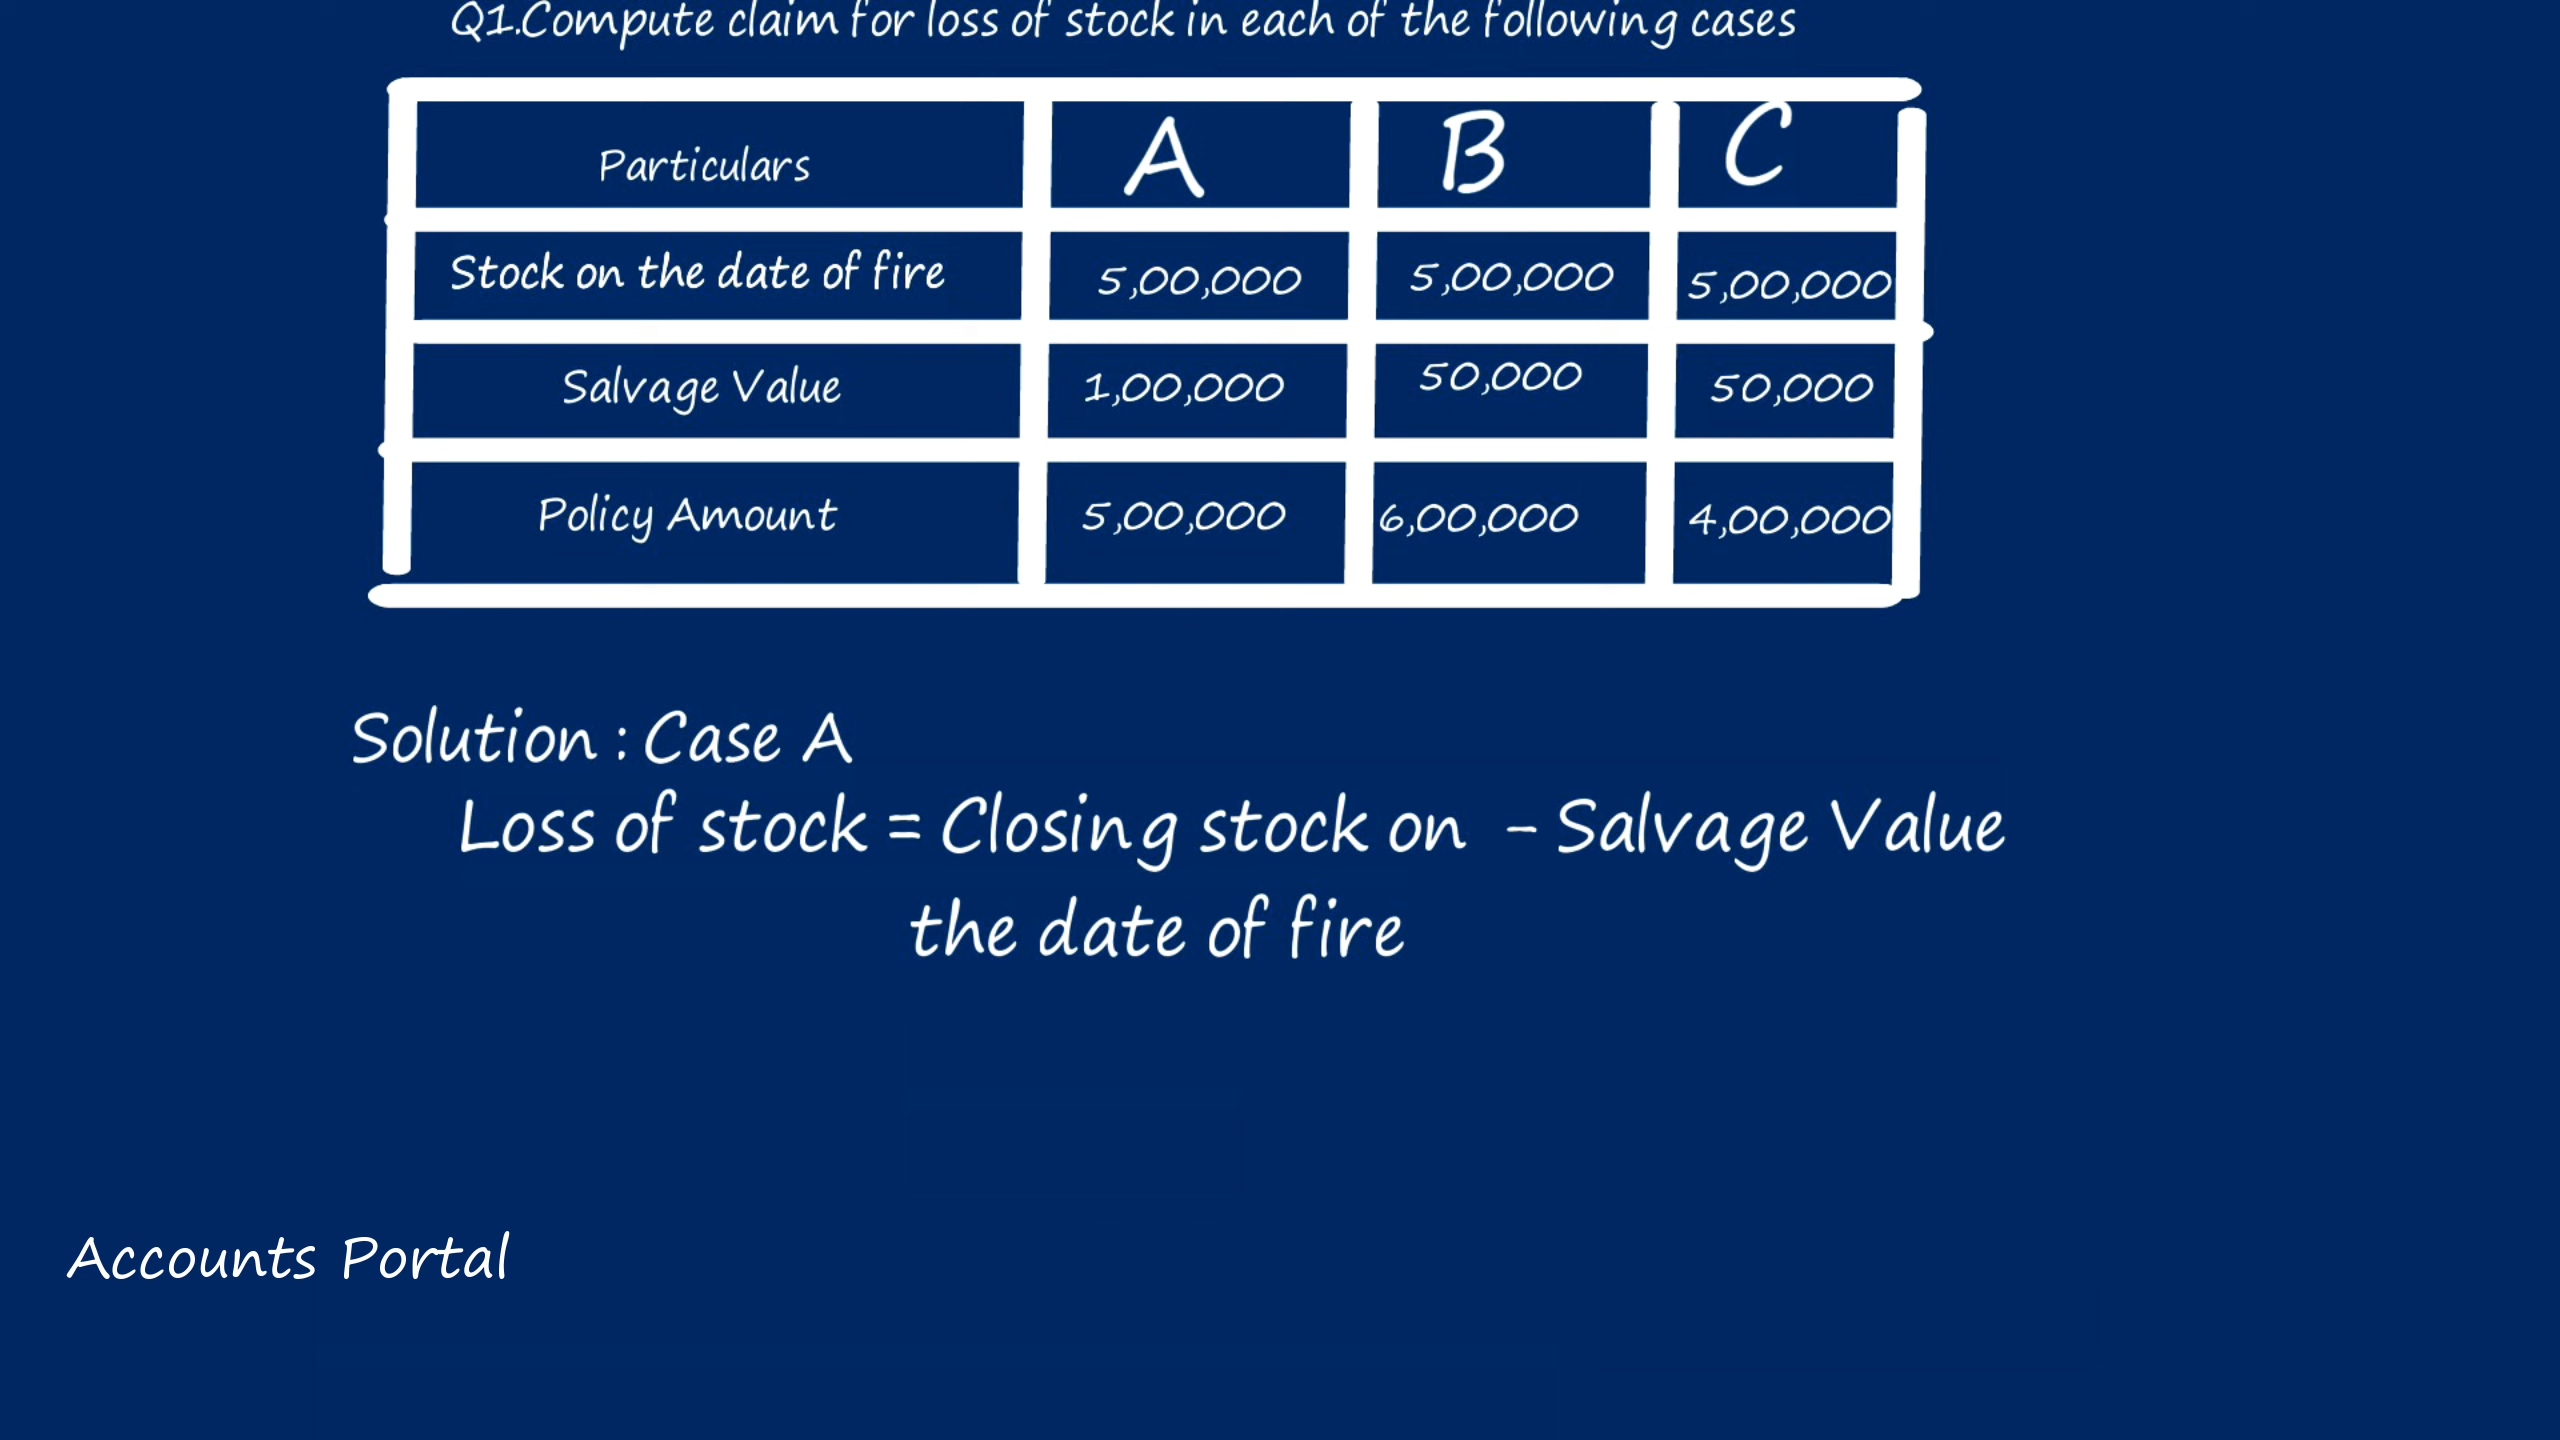 Q1.Compute claim for loss of stock in each of the following cases
Particulars A B C
Stock on the date of fire 5,00,000 5,00,000 5,00,000
Salvage Value 1,00,000 50,000 50,000
Policy Amount 5,00,000 6,00,000 4,00,000
Solution : Case A
Loss of stock = Closing stock on - Salvage Value
the date of fire
Accounts Portal